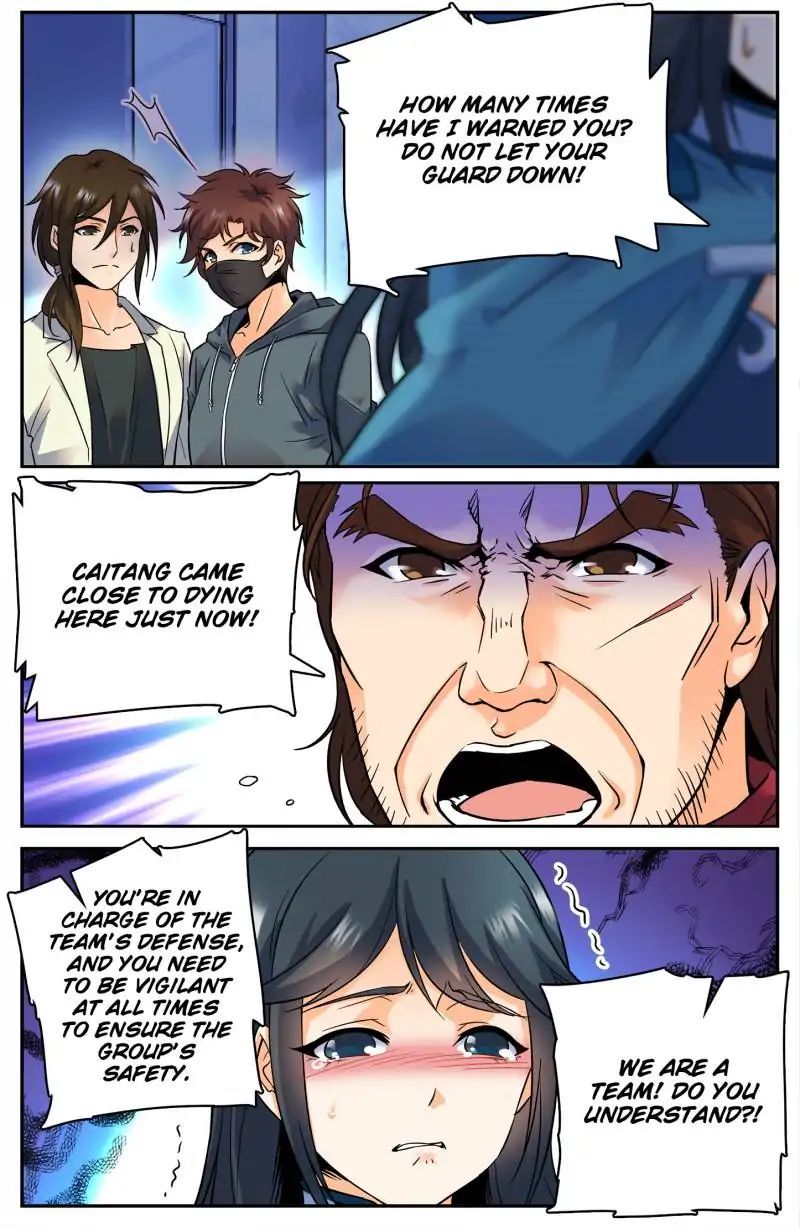 HOW MANY TIMES
HAVE I WARNED YOU?
DO NOT LET YOUR
GUARD DOWN!
CAITANG CAME
CLOSE TO DYING
HERE JUST NOW!
YOU'RE IN
CHARGE OF THE
TEAM'S DEFENSE,
AND YOU NEED
TO BE VIGILANT
AT ALL TIMES
TO ENSURE THE
GROUP'S
SAFETY.
WE ARE A
TEAM! DO YOU
UNDERSTAND?!